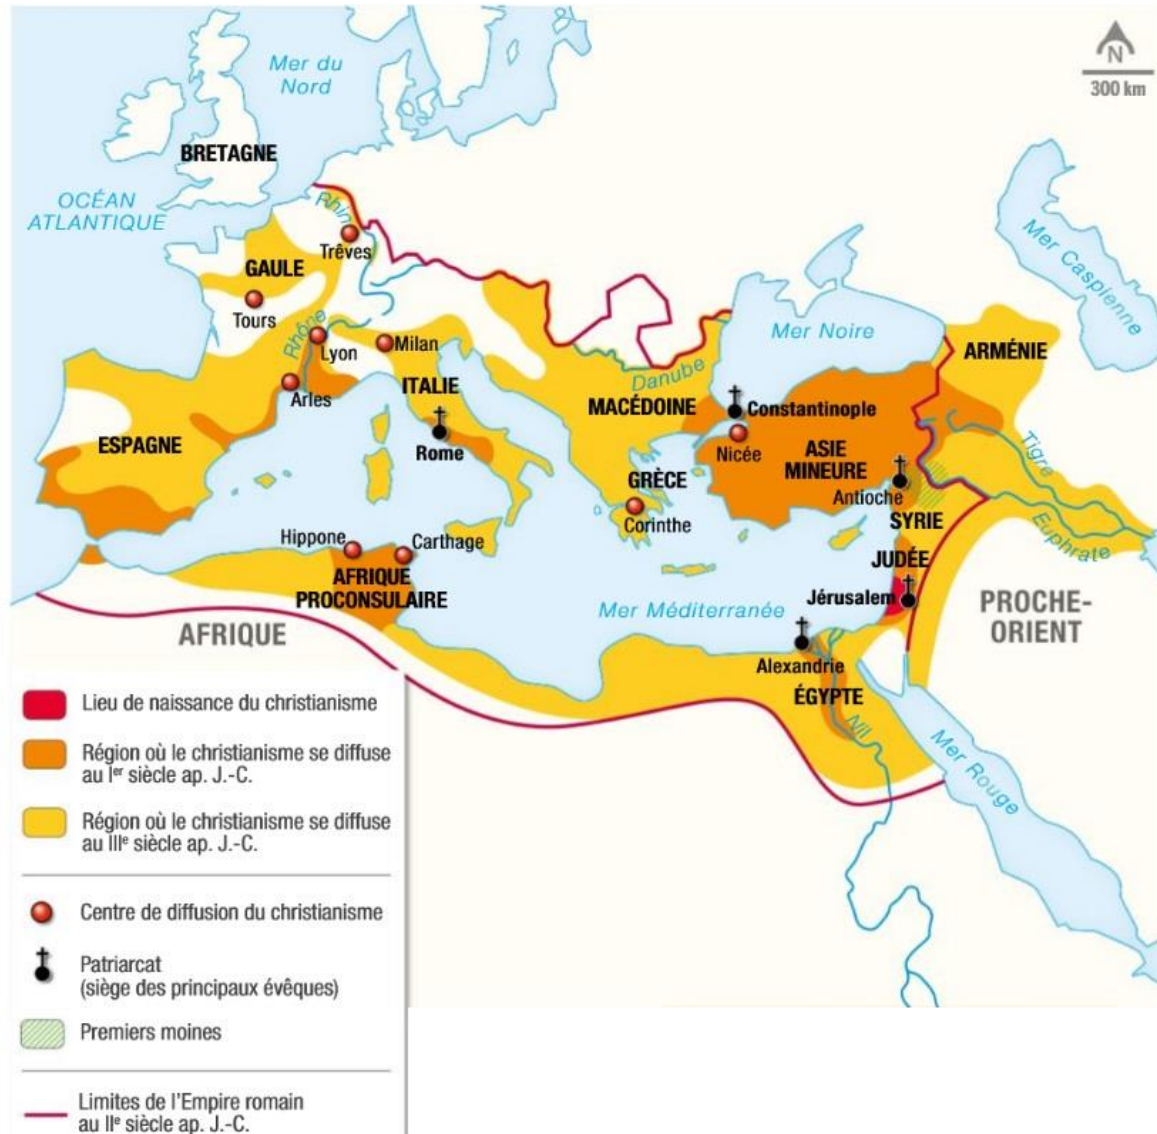 Mer du
Nord
N
300 km
BRETAGNE
OCÉAN
ATLANTIQUE
Rhin
Trêves
Mer Caspienne
GAULE
Tours
Rhône
Lyon
Milan
Mer Noire
ARMÉNIE
Danube
ITALIE
Arles
MACÉDOINE
Constantinople
ESPAGNE
Rome
Nicée
ASIE
MINEURE
Tigre
GRÈCE
Antioche
Corinthe
SYRIE
Euphrate
Hippone
Carthage
JUDÉE
AFRIQUE
PROCONSULAIRE
Mer Méditerranée
Jérusalem
PROCHE-
ORIENT
AFRIQUE
Alexandrie
ÉGYPTE
Nil
Mer Rouge
Lieu de naissance du christianisme
Région où le christianisme se diffuse
au Ier siècle ap. J.-C.
Région où le christianisme se diffuse
au IIIe siècle ap. J.-C.
Centre de diffusion du christianisme
Patriarcat
(siège des principaux évêques)
Premiers moines
Limites de l'Empire romain
au IIe siècle ap. J.-C.